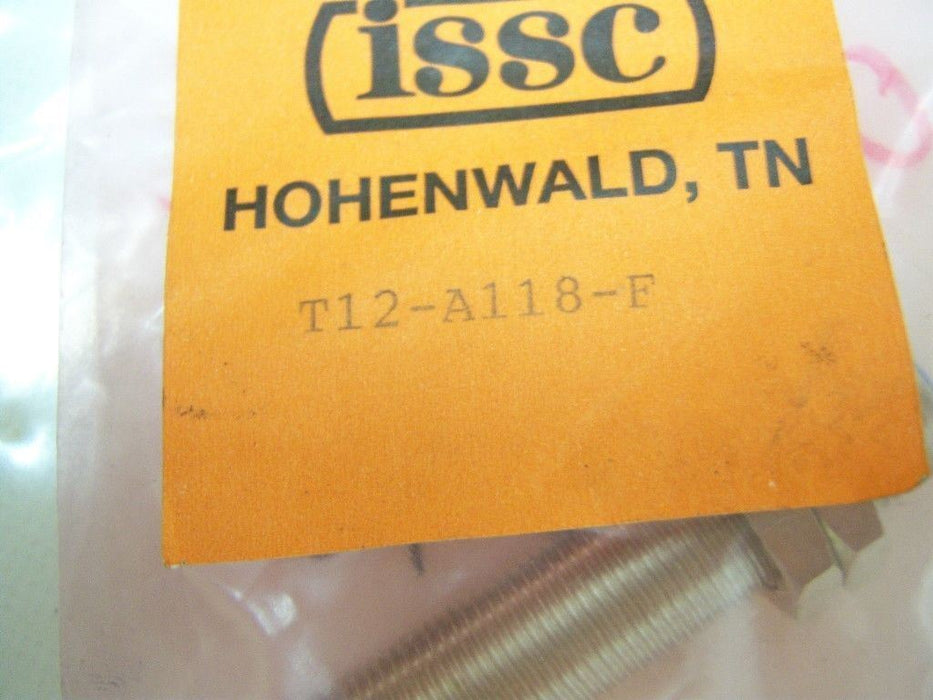 issc
HOHENWALD, TN
T12-A118-F